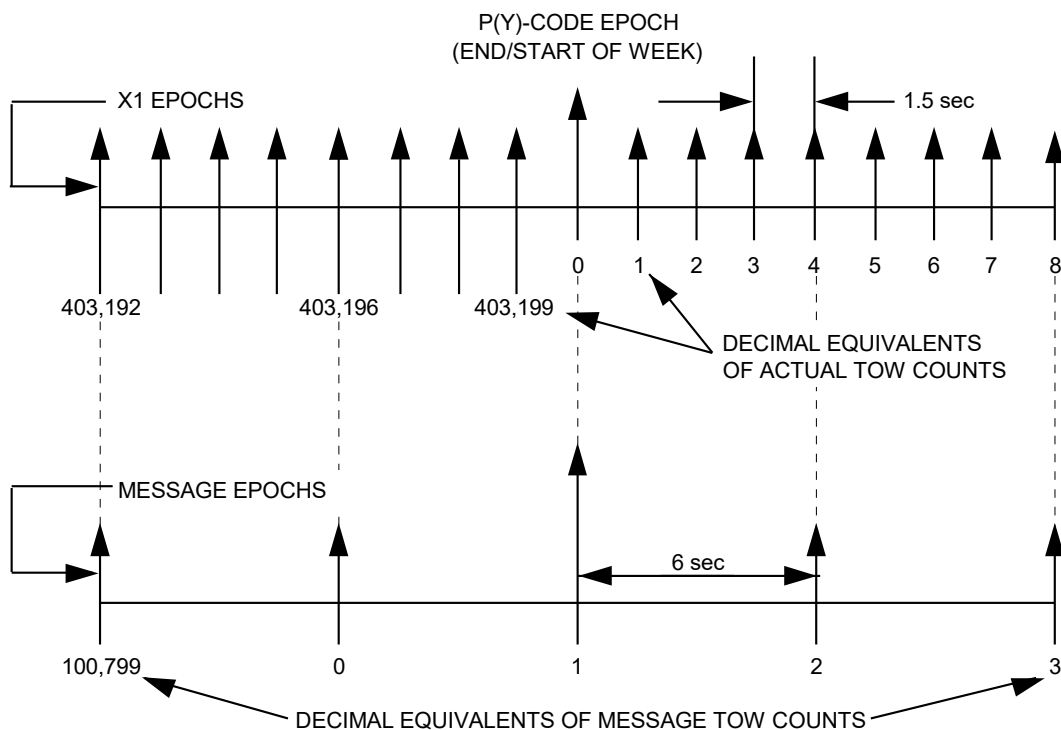 P(Y)-CODE EPOCH
(END/START OF WEEK)
X1 EPOCHS
1.5 sec
0
1
2
3
4
5
6
7
8
403,192
403,196
403,199
DECIMAL EQUIVALENTS
OF ACTUAL TOW COUNTS
MESSAGE EPOCHS
6 sec
100,799
0
1
2
3
DECIMAL EQUIVALENTS OF MESSAGE TOW COUNTS